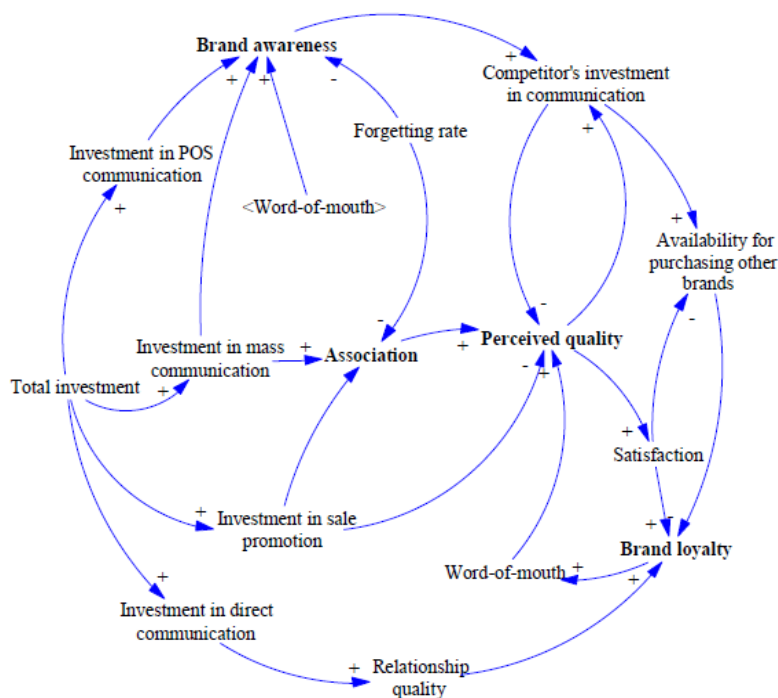 Brand awareness
+
+
+
-
+
Competitor's investment
in communication
+
Forgetting rate
Investment in POS
communication
+
<Word-of-mouth>
+
Availability for
purchasing other
brands
-
-
-
Investment in mass
communication
+
Association
+
Perceived quality
-
+
Total investment
+
+
Satisfaction
+
Investment in sale
promotion
+
-
Brand loyalty
+
Word-of-mouth
+
+
Investment in direct
communication
+
Relationship
quality